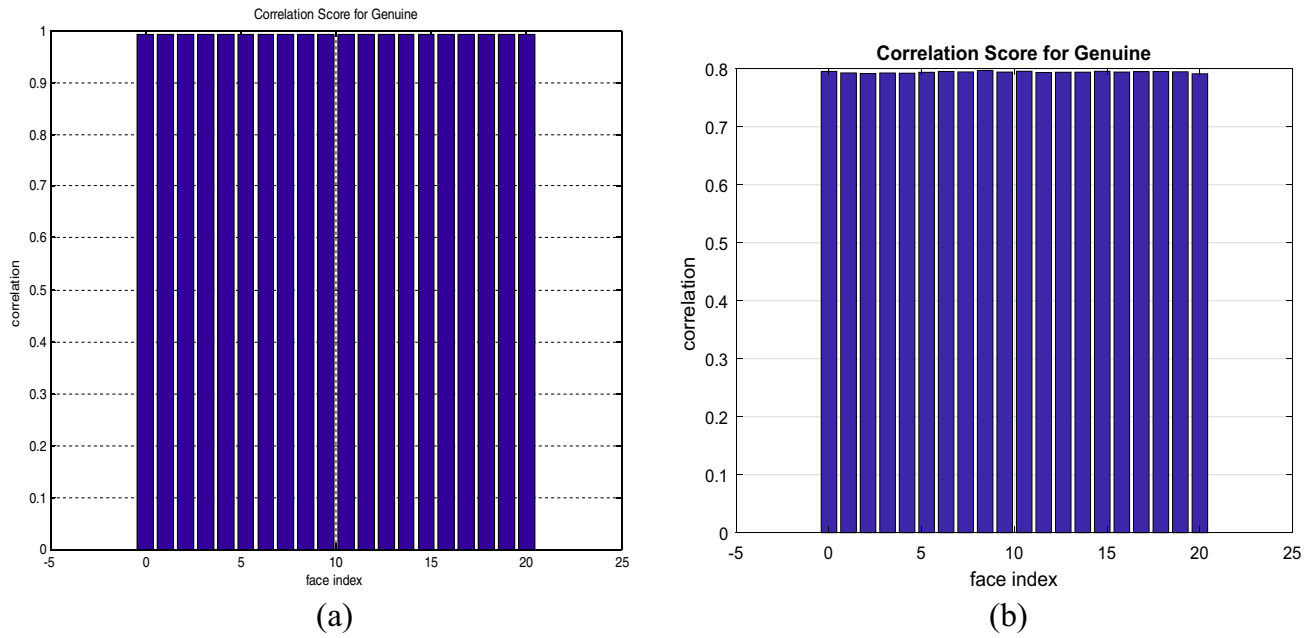 Correlation Score for Genuine
1
0.9
0.8
0.7
0.6
0.5
0.4
0.3
0.2
0.1
0
-5 0 5 10 15 20 25
correlation
face index
(a)
Correlation Score for Genuine
0.8
0.7
0.6
0.5
0.4
0.3
0.2
0.1
0
-5 0 5 10 15 20 25
correlation
face index
(b)